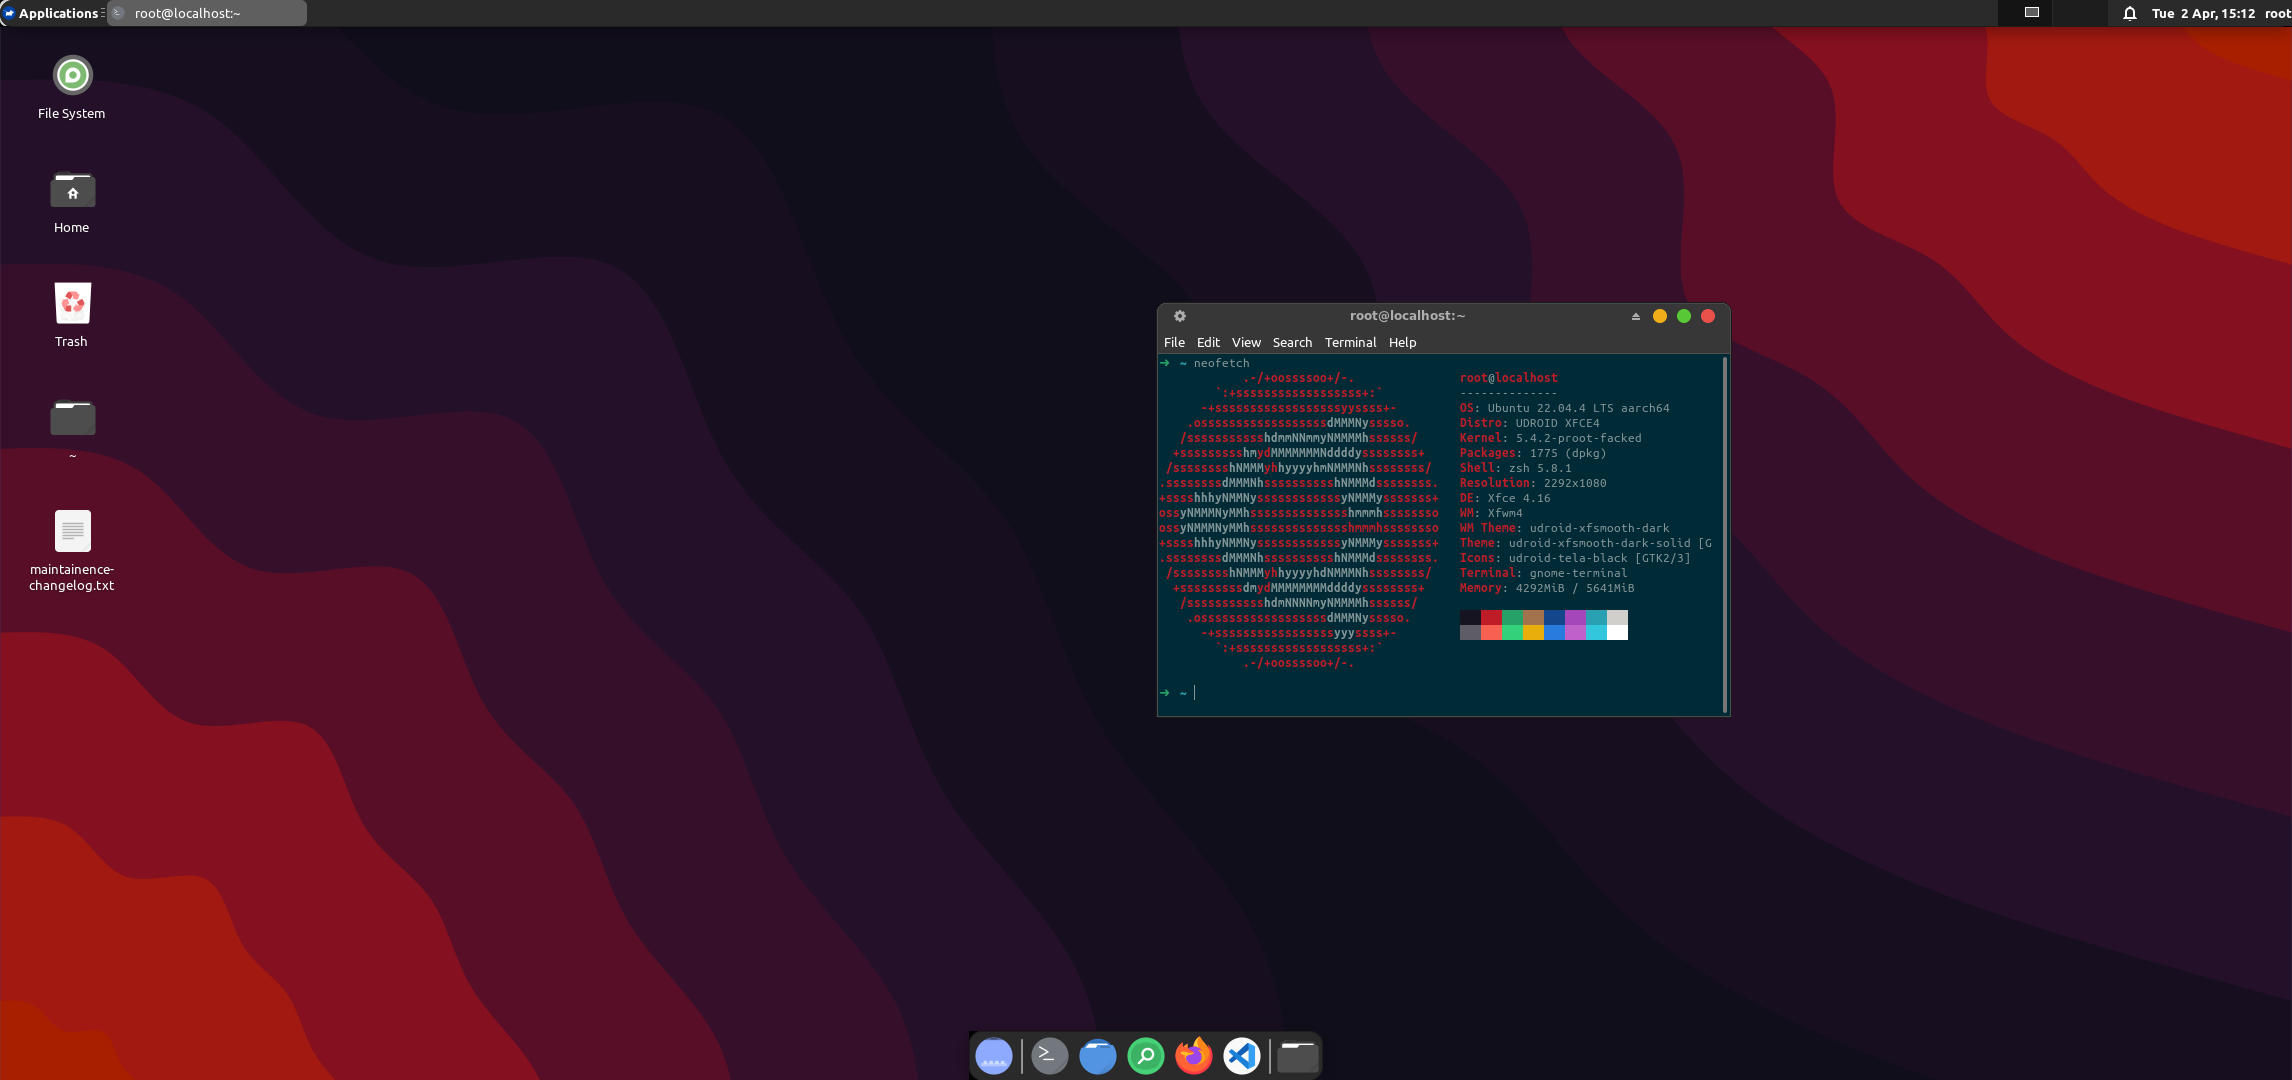 Applications
root@localhost:~
Tue 2 Apr, 15:12 root
File System
Home
Trash
~
maintainence-
changelog.txt
root@localhost:~
File Edit View Search Terminal Help
➜ ~ neofetch
.-/+oossssoo+/-.
`:+ssssssssssssssssss+:`
-+ssssssssssssssssssyyssss+-
.ossssssssssssssssssdMMMNysssso.
/ssssssssssshdmmNNmmyNMMMMhssssss/
+ssssssssshmydMMMMMMMNddddyssssssss+
/sssssssshNMMMyhhyyyyhmNMMMNhssssssss/
.ssssssssdMMMNhsssssssssshNMMMdssssssss.
+sssshhhyNMMNyssssssssssssyNMMMysssssss+
ossyNMMMNyMMhsssssssssssssshmmmhssssssso
ossyNMMMNyMMhsssssssssssssshmmmhssssssso
+sssshhhyNMMNyssssssssssssyNMMMysssssss+
.ssssssssdMMMNhsssssssssshNMMMdssssssss.
/sssssssshNMMMyhhyyyyhdNMMMNhssssssss/
+sssssssssdmydMMMMMMMMddddyssssssss+
/ssssssssssshdmNNNNmyNMMMMhssssss/
.ossssssssssssssssssdMMMNysssso.
-+sssssssssssssssssyyyssss+-
`:+ssssssssssssssssss+:`
.-/+oossssoo+/-.
root@localhost
--------------
OS: Ubuntu 22.04.4 LTS aarch64
Distro: UDROID XFCE4
Kernel: 5.4.2-proot-facked
Packages: 1775 (dpkg)
Shell: zsh 5.8.1
Resolution: 2292x1080
DE: Xfce 4.16
WM: Xfwm4
WM Theme: udroid-xfsmooth-dark
Theme: udroid-xfsmooth-dark-solid [G
Icons: udroid-tela-black [GTK2/3]
Terminal: gnome-terminal
Memory: 4292MiB / 5641MiB
➜ ~